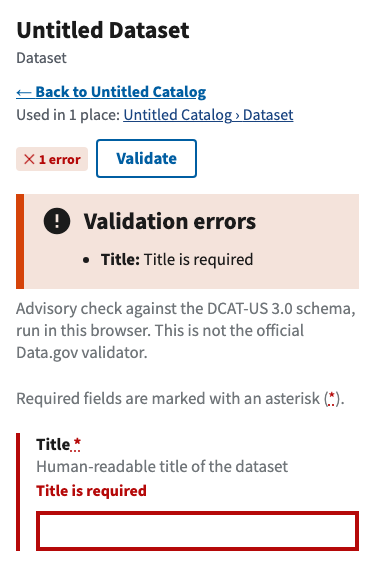 Untitled Dataset
Dataset
← Back to Untitled Catalog
Used in 1 place: Untitled Catalog › Dataset
× 1 error
Validate
Validation errors
• Title: Title is required
Advisory check against the DCAT-US 3.0 schema,
run in this browser. This is not the official
Data.gov validator.
Required fields are marked with an asterisk (*).
Title *
Human-readable title of the dataset
Title is required